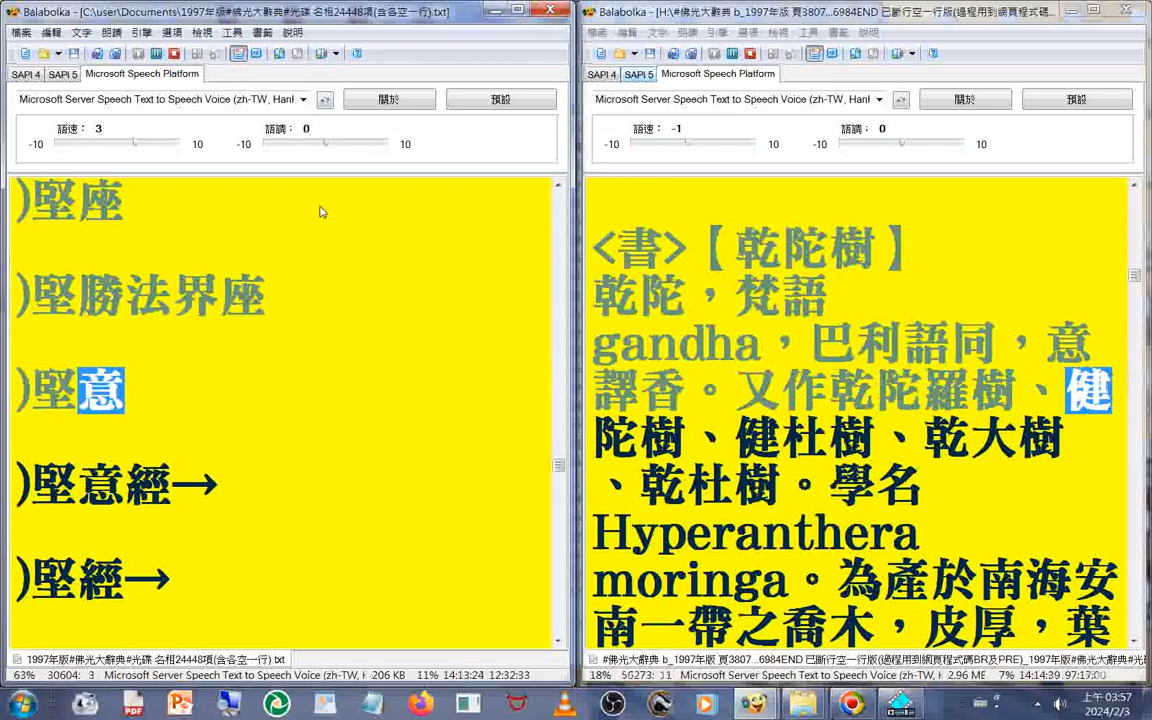 Balabolka - [C:\user\Documents\1997年版#佛光大辭典#光碟 名相24448項(含各空一行).txt]
檔案 編輯 文字 朗讀 引擎 選項 檢視 工具 書籤 說明
SAPI 4 SAPI 5 Microsoft Speech Platform
Microsoft Server Speech Text to Speech Voice (zh-TW, Hanl 關於 預設
語速： 3 語調： 0
-10 10 -10 10
)堅座
)堅勝法界座
)堅意
)堅意經→
)堅經→
1997年版#佛光大辭典#光碟 名相24448項(含各空一行).txt
63% 30604: 3 Microsoft Server Speech Text to Speech Voice (zh-TW, H 206 KB 11% 14:13:24 12:32:33
Balabolka - [H:\#佛光大辭典 b_1997年版 頁3807...6984END 已斷行空一行版(過程用到網頁程式碼...
檔案 編輯 文字 朗讀 引擎 選項 檢視 工具 書籤 說明
SAPI 4 SAPI 5 Microsoft Speech Platform
Microsoft Server Speech Text to Speech Voice (zh-TW, Hanl 關於 預設
語速： -1 語調： 0
-10 10 -10 10
<書>【乾陀樹】
乾陀，梵語
gandha，巴利語同，意
譯香。又作乾陀羅樹、健
陀樹、健杜樹、乾大樹
、乾杜樹。學名
Hyperanthera
moringa。為產於南海安
南一帶之喬木，皮厚，葉
#佛光大辭典 b_1997年版 頁3807...6984END 已斷行空一行版(過程用到網頁程式碼BR及PRE)_1997年版#光
18% 56273: 11 Microsoft Server Speech Text to Speech Voice (zh-TW, H 2.96 ME 7% 14:14:39 97:17:00
上午 03:57
2024/2/3